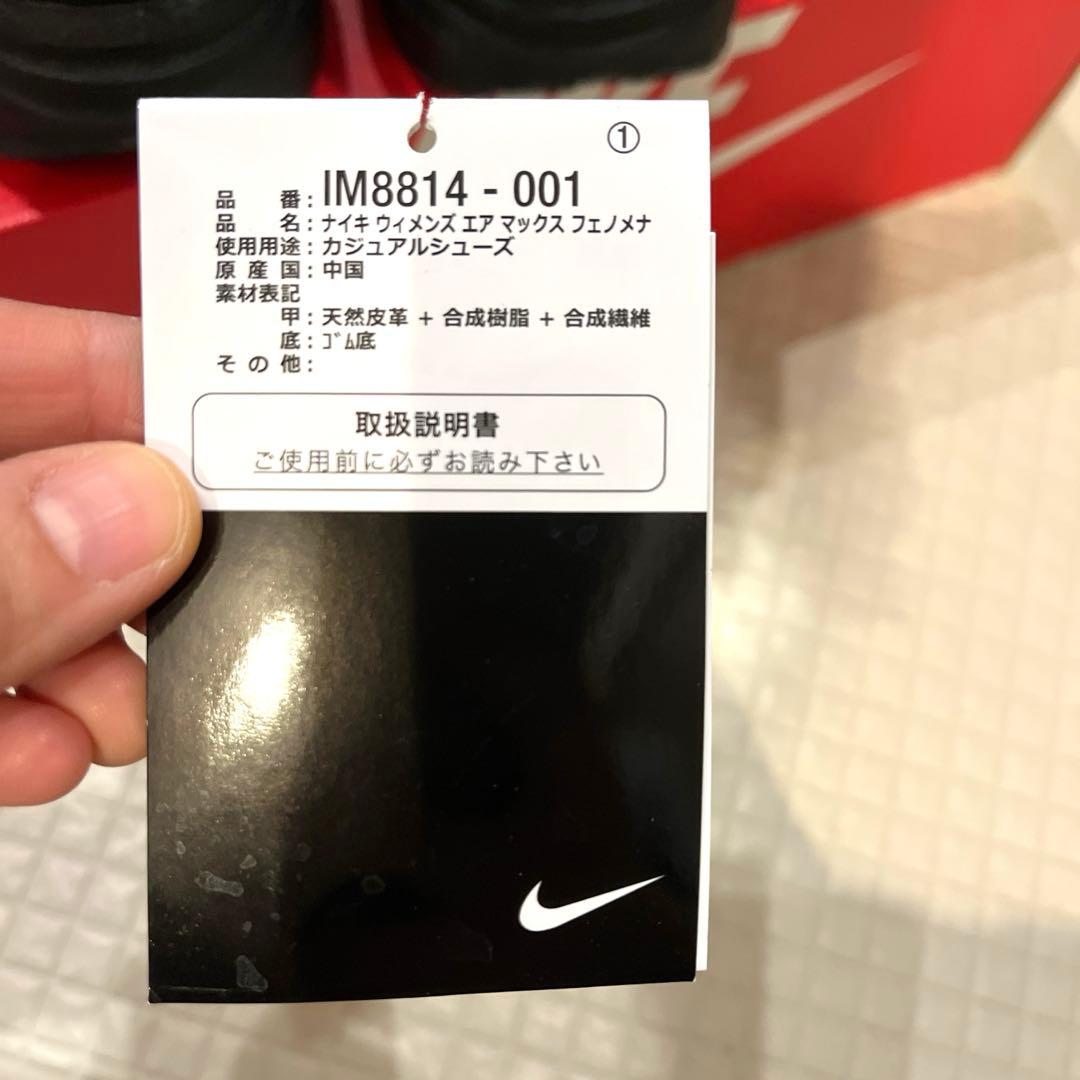 ①
品 番：IM8814 - 001
品 名：ナイキ ウィメンズ エア マックス フェノメナ
使用用途：カジュアルシューズ
原産国：中国
素材表記
甲：天然皮革 + 合成樹脂 + 合成繊維
底：ｺﾞﾑ底
その他：
取扱説明書
ご使用前に必ずお読み下さい